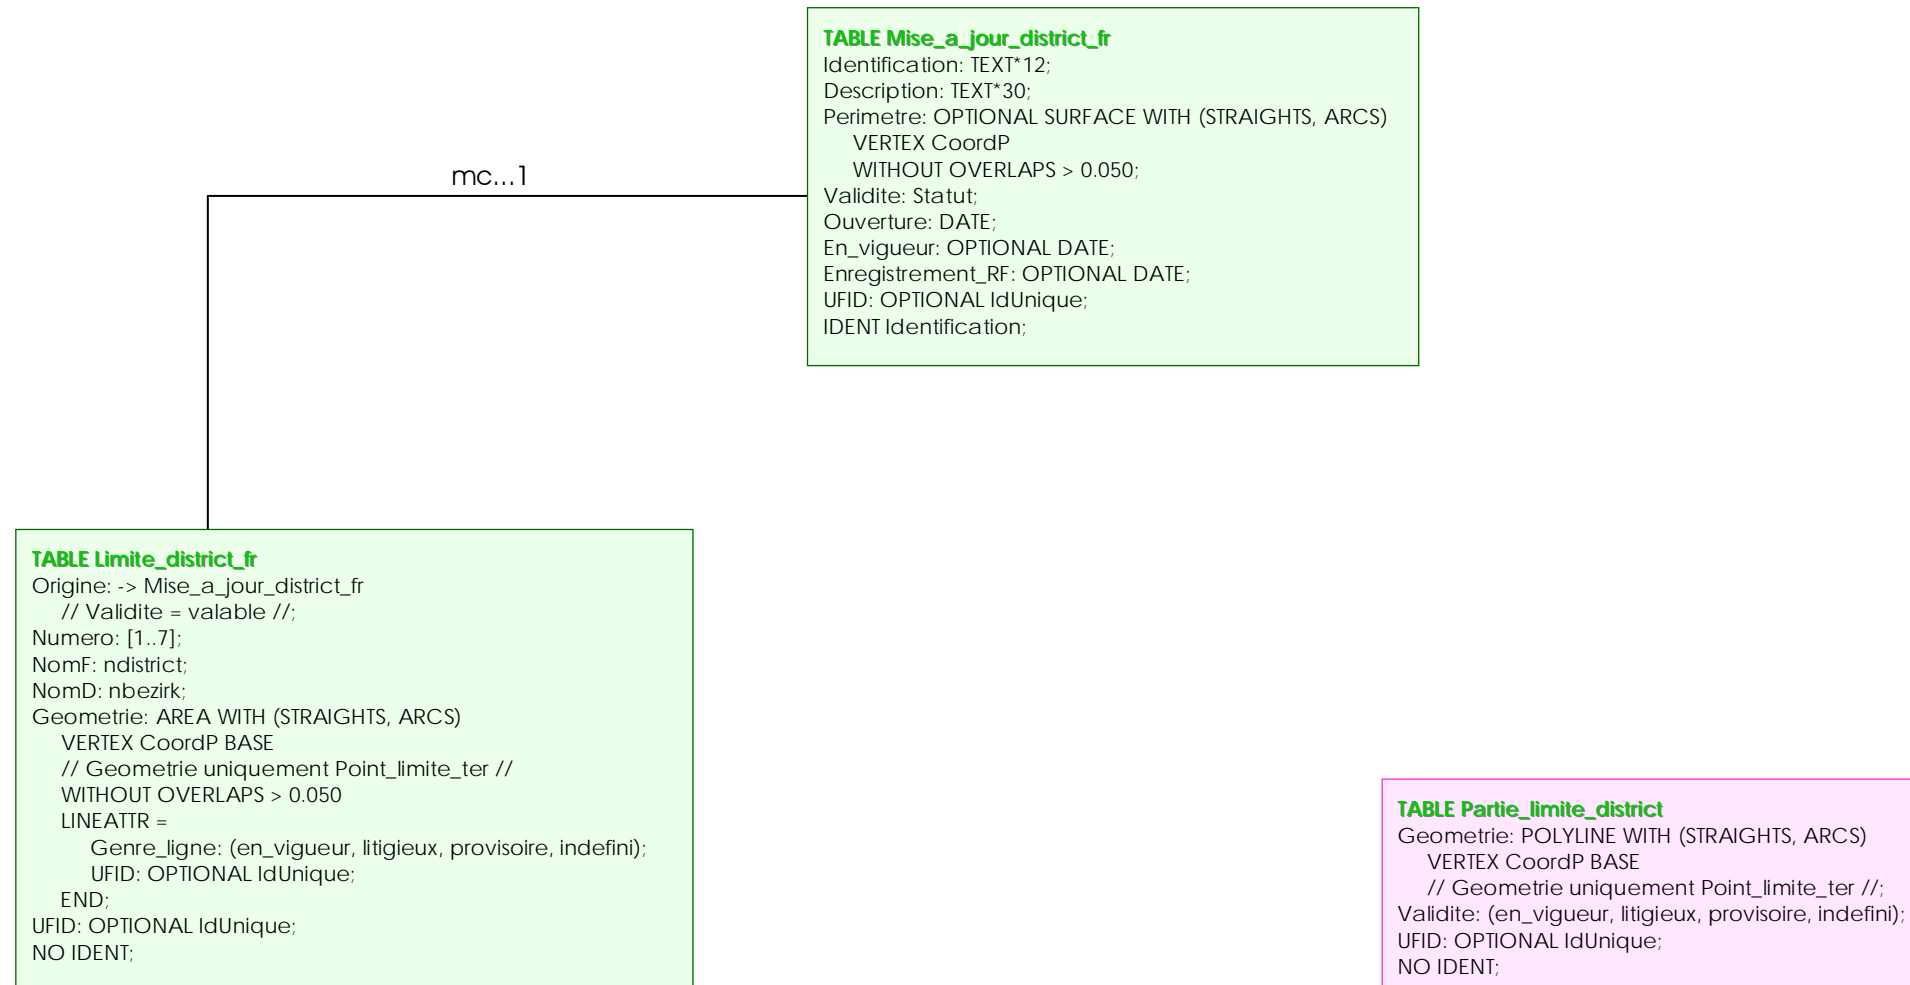 TABLE Mise_a_jour_district_fr
Identification: TEXT*12;
Description: TEXT*30;
Perimetre: OPTIONAL SURFACE WITH (STRAIGHTS, ARCS)
VERTEX CoordP
WITHOUT OVERLAPS > 0.050;
Validite: Statut;
Ouverture: DATE;
En_vigueur: OPTIONAL DATE;
Enregistrement_RF: OPTIONAL DATE;
UFID: OPTIONAL IdUnique;
IDENT Identification;
mc...1
TABLE Limite_district_fr
Origine: -> Mise_a_jour_district_fr
// Validite = valable //;
Numero: [1..7];
NomF: ndistrict;
NomD: nbezirk;
Geometrie: AREA WITH (STRAIGHTS, ARCS)
VERTEX CoordP BASE
// Geometrie uniquement Point_limite_ter //
WITHOUT OVERLAPS > 0.050
LINEATTR =
Genre_ligne: (en_vigueur, litigieux, provisoire, indefini);
UFID: OPTIONAL IdUnique;
END;
UFID: OPTIONAL IdUnique;
NO IDENT;
TABLE Partie_limite_district
Geometrie: POLYLINE WITH (STRAIGHTS, ARCS)
VERTEX CoordP BASE
// Geometrie uniquement Point_limite_ter //;
Validite: (en_vigueur, litigieux, provisoire, indefini);
UFID: OPTIONAL IdUnique;
NO IDENT;